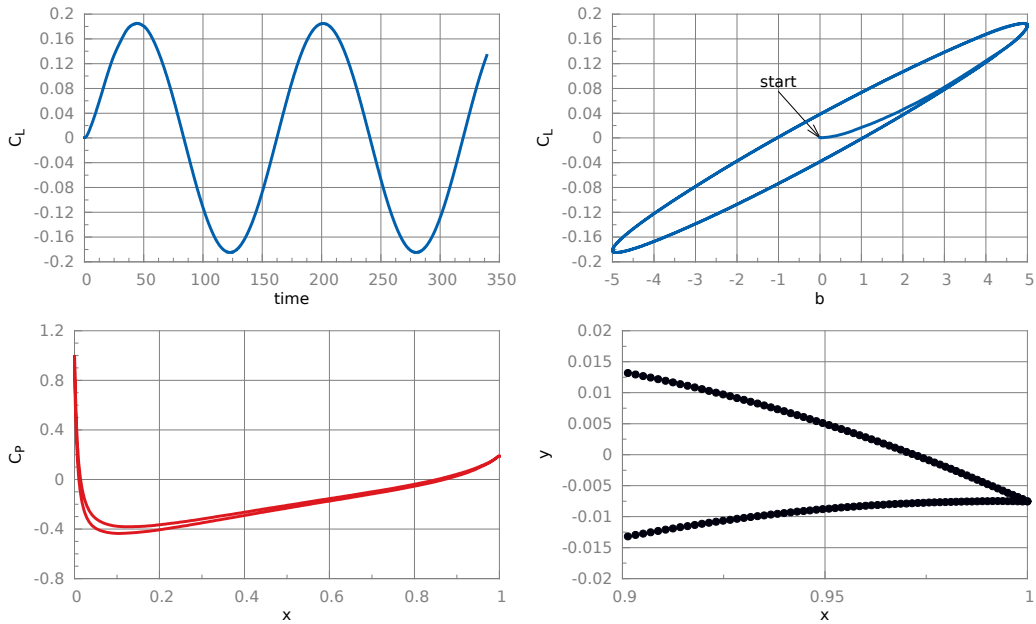 0.2
0.16
0.12
0.08
0.04
0
-0.04
-0.08
-0.12
-0.16
-0.2
C_L
0 50 100 150 200 250 300 350
time
0.2
0.16
0.12
0.08
0.04
0
-0.04
-0.08
-0.12
-0.16
-0.2
C_L
start
-5 -4 -3 -2 -1 0 1 2 3 4 5
b
1.2
0.8
0.4
0
-0.4
-0.8
C_P
0 0.2 0.4 0.6 0.8 1
x
0.02
0.015
0.01
0.005
0
-0.005
-0.01
-0.015
-0.02
y
0.9 0.95 1
x